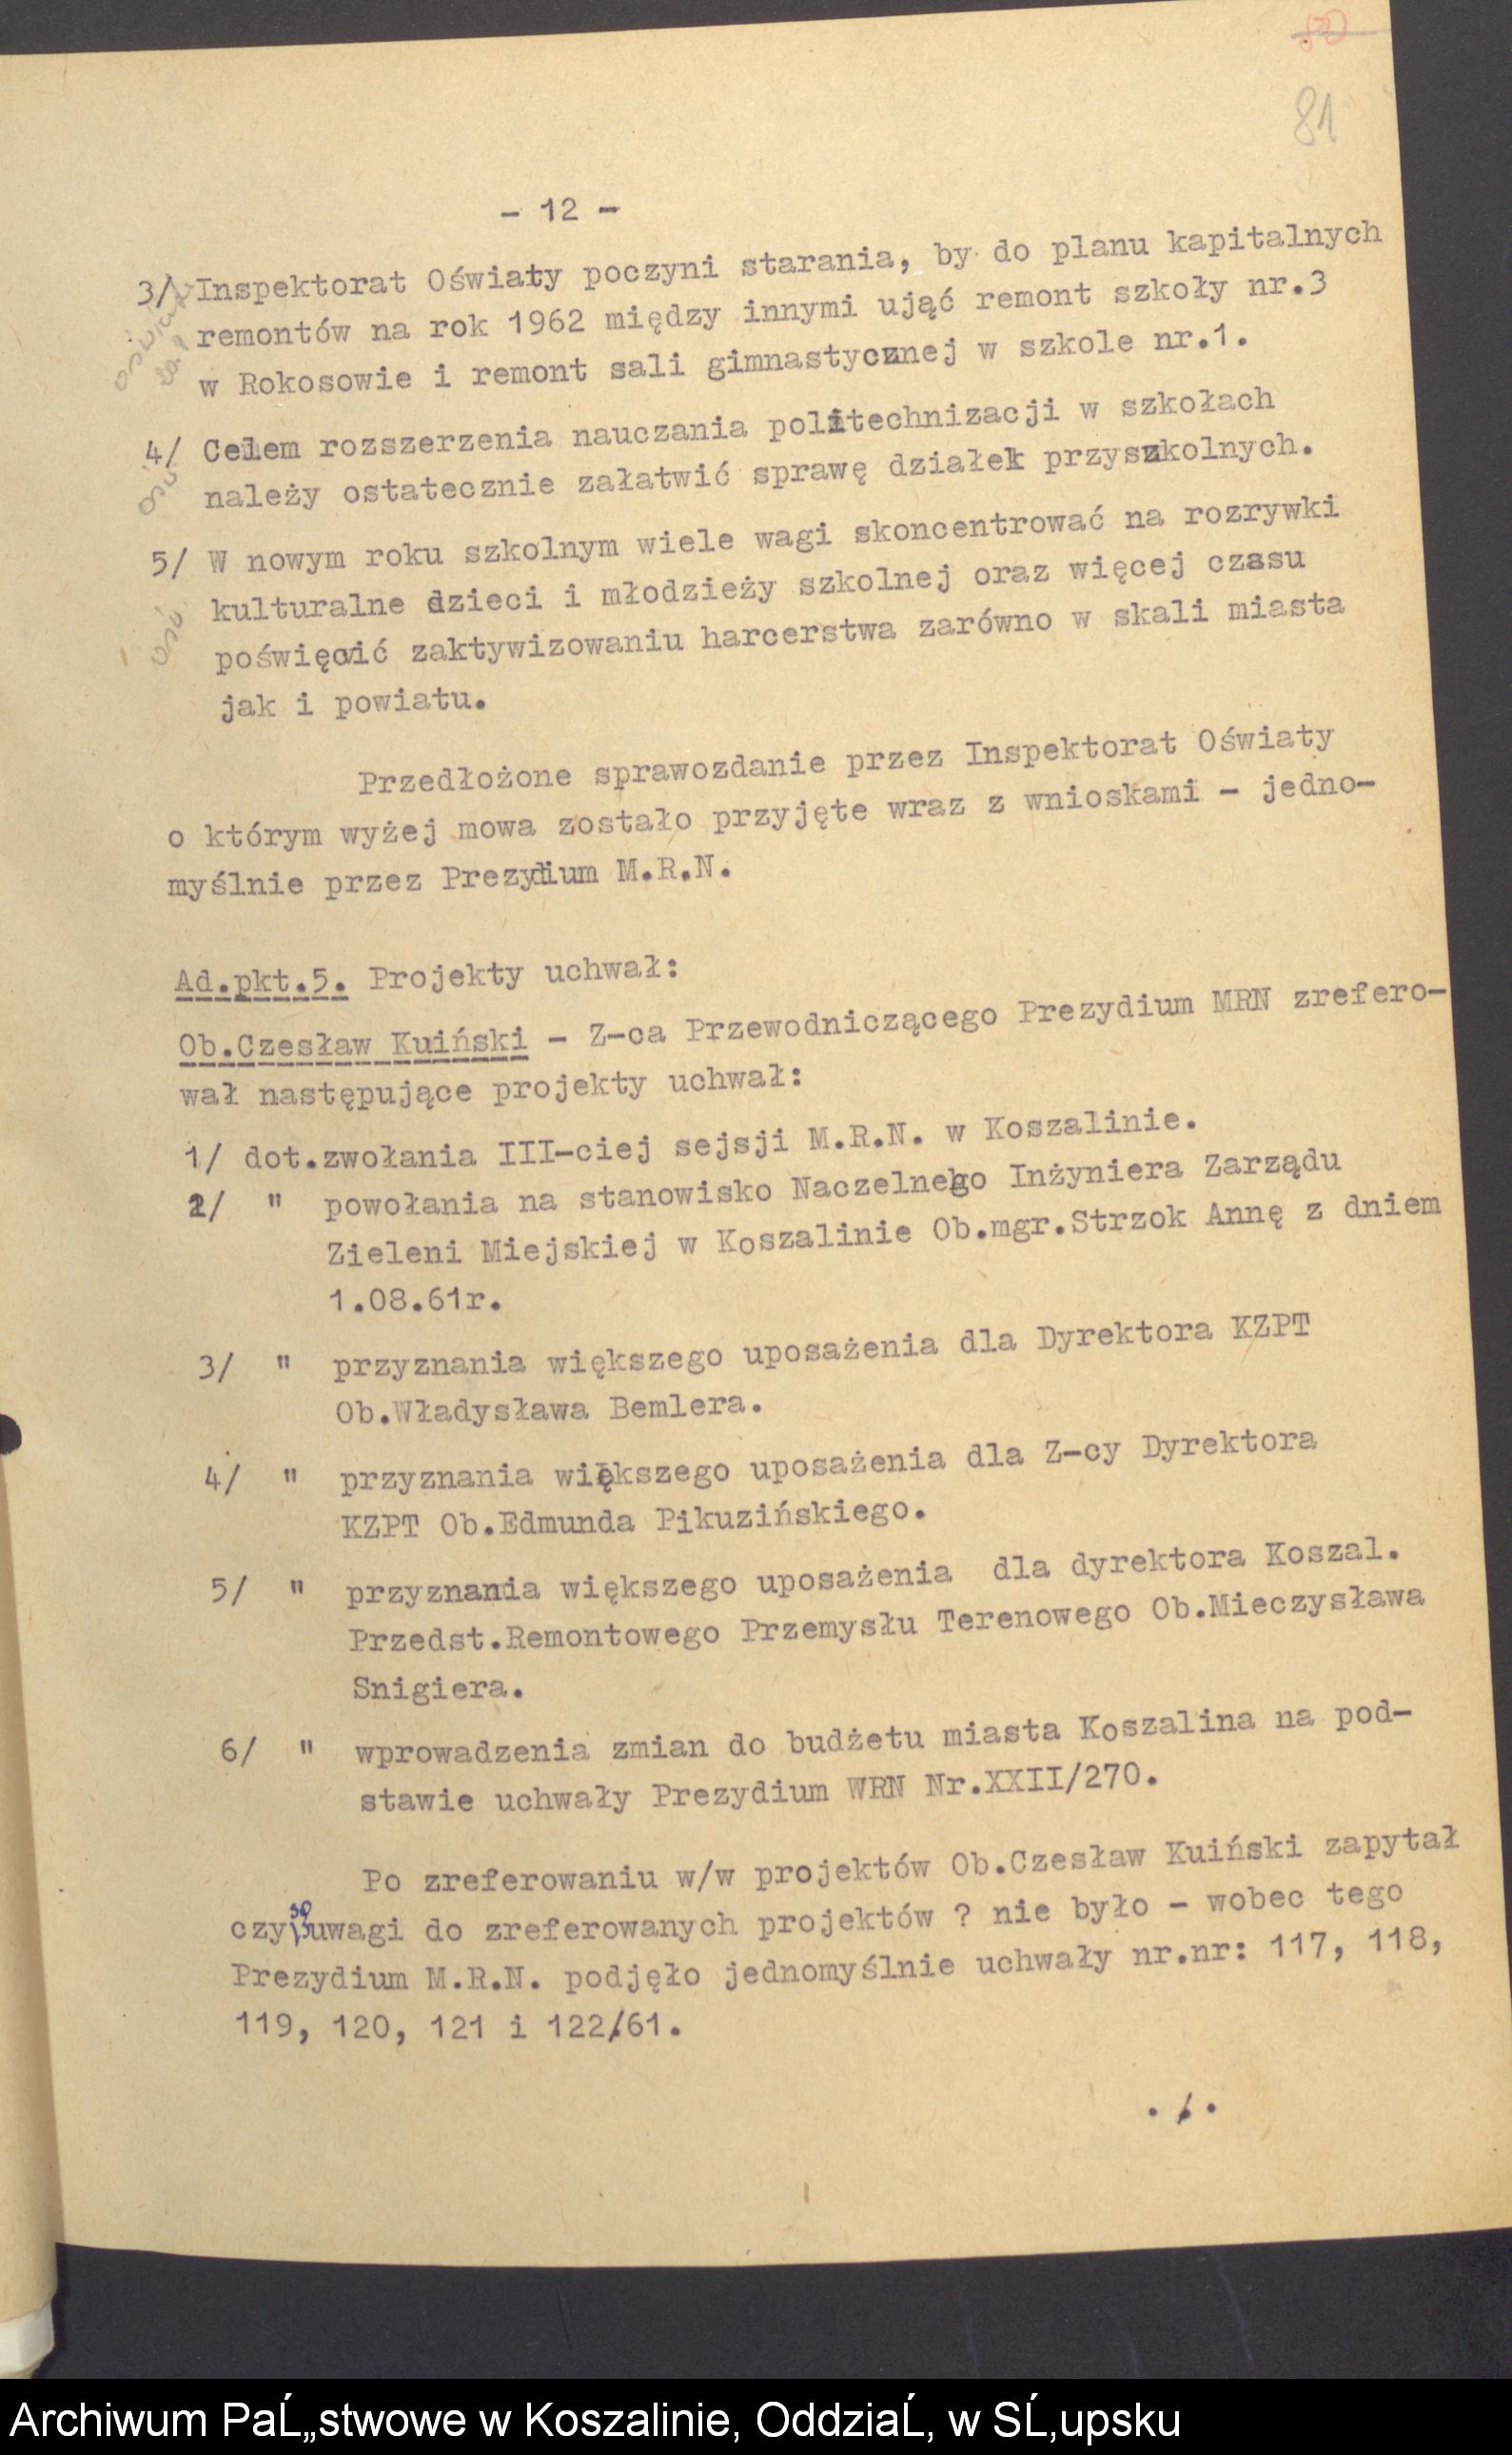 81
- 12 -
3/ Inspektorat Oświaty poczyni starania, by do planu kapitalnych
remontów na rok 1962 między innymi ująć remont szkoły nr.3
w Rokosowie i remont sali gimnastycznej w szkole nr.1.
4/ Celem rozszerzenia nauczania politechnizacji w szkołach
należy ostatecznie załatwić sprawę działek przyszkolnych.
5/ W nowym roku szkolnym wiele wagi skoncentrować na rozrywki
kulturalne dzieci i młodzieży szkolnej oraz więcej czasu
poświęcić zaktywizowaniu harcerstwa zarówno w skali miasta
jak i powiatu.
Przedłożone sprawozdanie przez Inspektorat Oświaty
o którym wyżej mowa zostało przyjęte wraz z wnioskami - jedno-
myślnie przez Prezydium M.R.N.
Ad.pkt.5. Projekty uchwał:
Ob.Czesław Kuiński - Z-ca Przewodniczącego Prezydium MRN zrefero-
wał następujące projekty uchwał:
1/ dot.zwołania III-ciej sejsji M.R.N. w Koszalinie.
2/ " powołania na stanowisko Naczelnego Inżyniera Zarządu
Zieleni Miejskiej w Koszalinie Ob.mgr.Strzok Annę z dniem
1.08.61r.
3/ " przyznania większego uposażenia dla Dyrektora KZPT
Ob.Władysława Bemlera.
4/ " przyznania większego uposażenia dla Z-cy Dyrektora
KZPT Ob.Edmunda Pikuzińskiego.
5/ " przyznania większego uposażenia dla dyrektora Koszal.
Przedst.Remontowego Przemysłu Terenowego Ob.Mieczysława
Snigiera.
6/ " wprowadzenia zmian do budżetu miasta Koszalina na pod-
stawie uchwały Prezydium WRN Nr.XXII/270.
Po zreferowaniu w/w projektów Ob.Czesław Kuiński zapytał
czy są uwagi do zreferowanych projektów ? nie było - wobec tego
Prezydium M.R.N. podjęło jednomyślnie uchwały nr.nr: 117, 118,
119, 120, 121 i 122/61.
./.
Archiwum PaĹ„stwowe w Koszalinie, OddziaĹ‚ w SĹ‚upsku